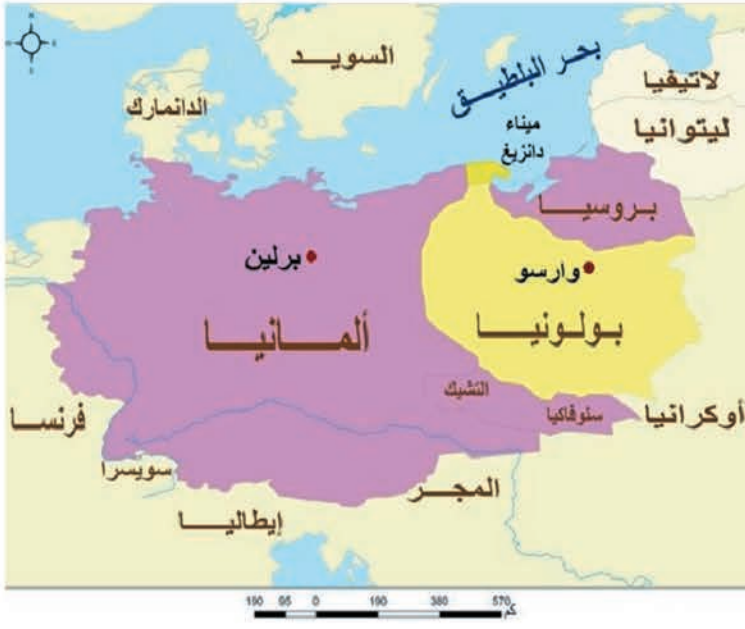 السويد
بحر البلطيق
لاتيفيا
الدانمارك
ميناء
دانزيغ
ليتوانيا
بروسيا
برلين
وارسو
ألمانيا
بولونيا
التشيك
سلوفاكيا
أوكرانيا
فرنسا
سويسرا
المجر
إيطاليا
190 95 0 190 380 570
كم